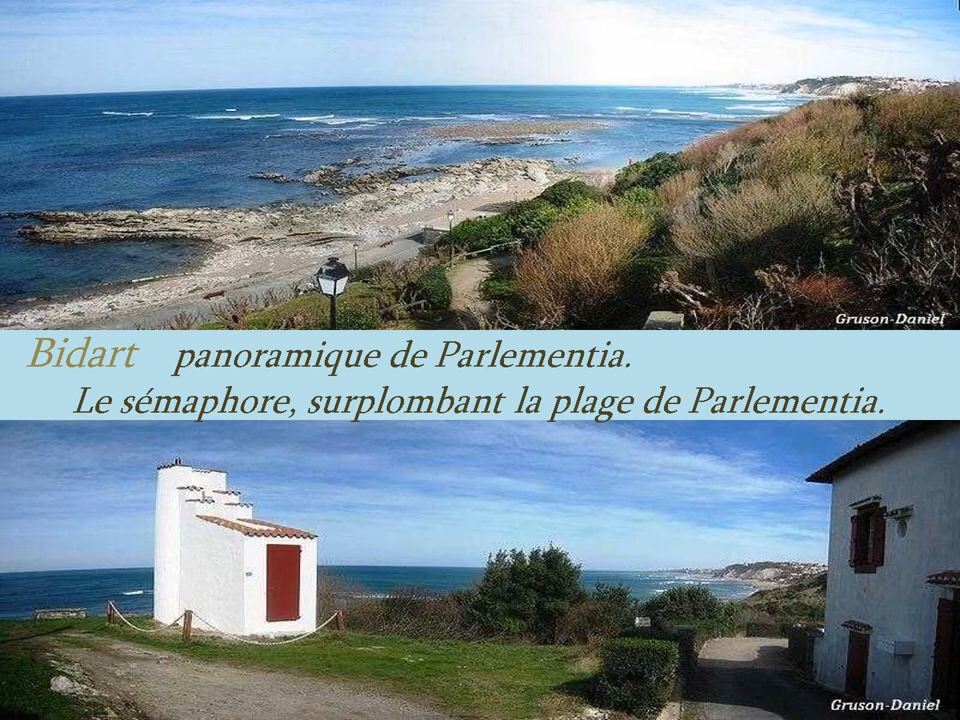 Gruson-Daniel
Bidart panoramique de Parlementia.
Le sémaphore, surplombant la plage de Parlementia.
Gruson-Daniel